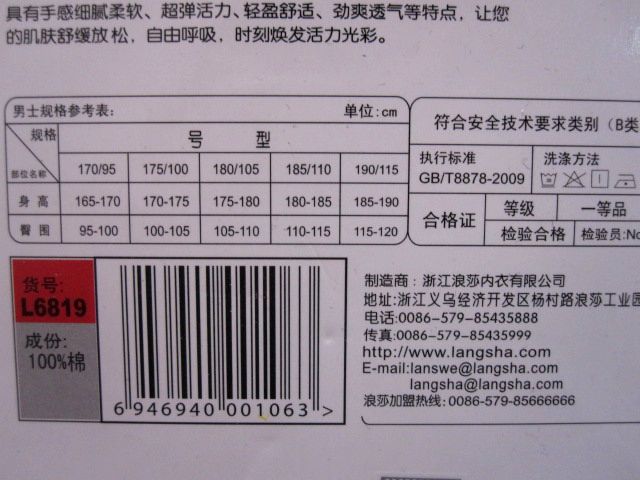 具有手感细腻柔软、超弹活力、轻盈舒适、劲爽透气等特点，让您
的肌肤舒缓放松，自由呼吸，时刻焕发活力光彩。
男士规格参考表： 单位:cm
规格 号 型
部位名称 170/95 175/100 180/105 185/110 190/115
身高 165-170 170-175 175-180 180-185 185-190
臀围 95-100 100-105 105-110 110-115 115-120
符合安全技术要求类别（B类
执行标准 洗涤方法
GB/T8878-2009
合格证 等级 一等品
检验合格 检验员:No
货号:
L6819
成份:
100%棉
6 946940 001063 >
制造商：浙江浪莎内衣有限公司
地址:浙江义乌经济开发区杨村路浪莎工业园
电话:0086-579-85435888
传真:0086-579-85435999
http://www.langsha.com
E-mail:lanswe@langsha.com
langsha@langsha.com
浪莎加盟热线:0086-579-85666666